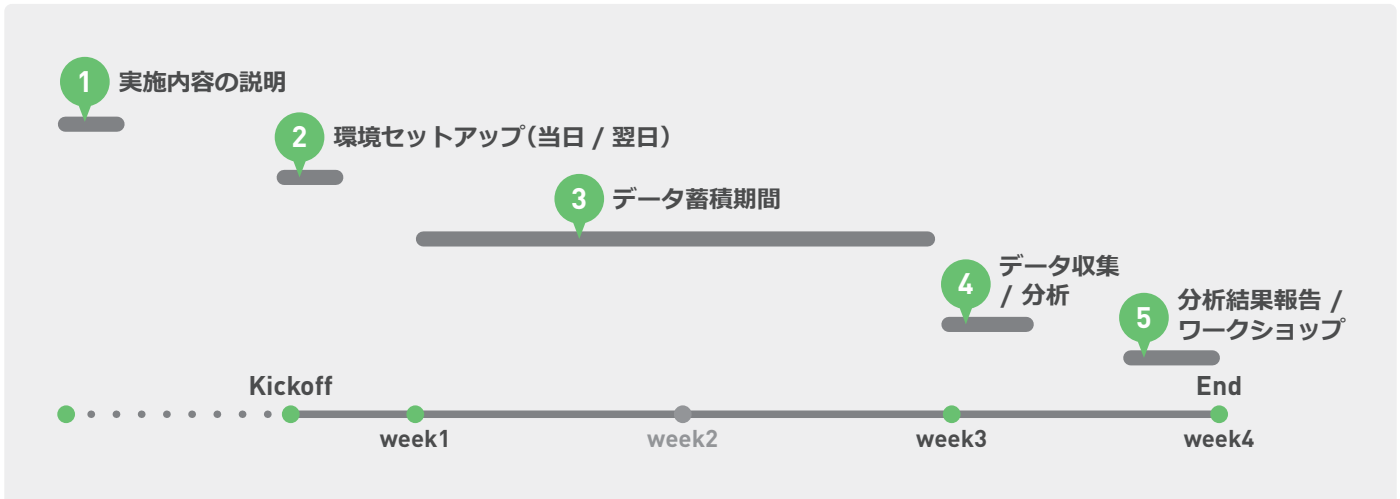 1 実施内容の説明
2 環境セットアップ（当日 / 翌日）
3 データ蓄積期間
4 データ収集
/ 分析
5 分析結果報告 /
ワークショップ
Kickoff
End
week1
week2
week3
week4